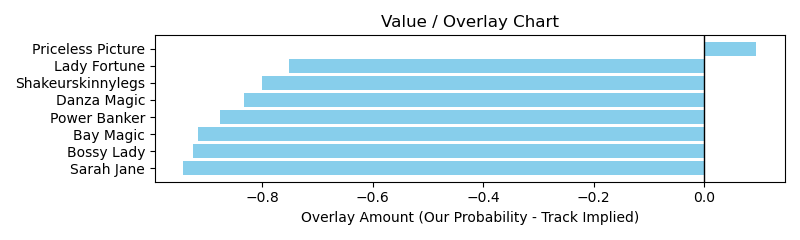 Value / Overlay Chart
Priceless Picture
Lady Fortune
Shakeurskinnylegs
Danza Magic
Power Banker
Bay Magic
Bossy Lady
Sarah Jane
−0.8 −0.6 −0.4 −0.2 0.0
Overlay Amount (Our Probability - Track Implied)